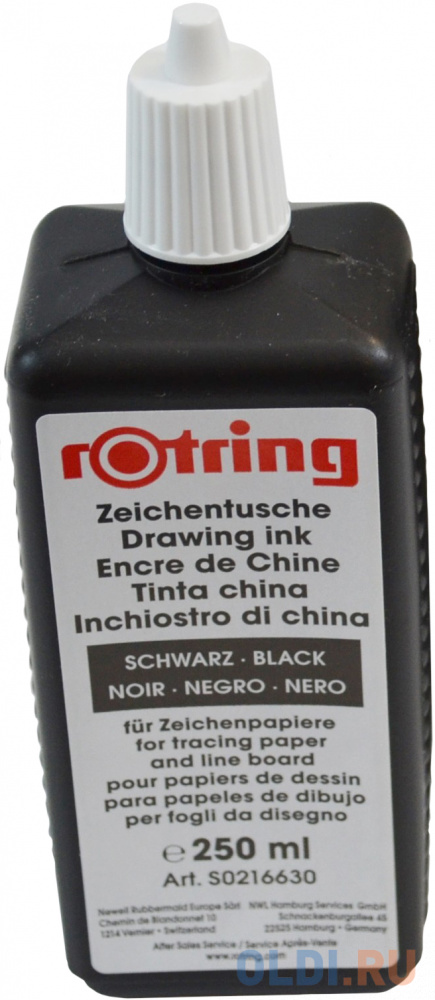 rotring
Zeichentusche
Drawing ink
Encre de Chine
Tinta china
Inchiostro di china
SCHWARZ · BLACK
NOIR · NEGRO · NERO
für Zeichenpapiere
for tracing paper
and line board
pour papiers de dessin
para papeles de dibujo
per fogli da disegno
e 250 ml
Art. S0216630
Newell Rubbermaid Europe Sàrl NWL Hamburg Services GmbH
Chemin de Blandonnet 10 Schnackenburgallee 45
1214 Vernier • Switzerland 22525 Hamburg • Germany
After Sales Service / Service Après-Vente
www.rotring.com
OLDI.RU